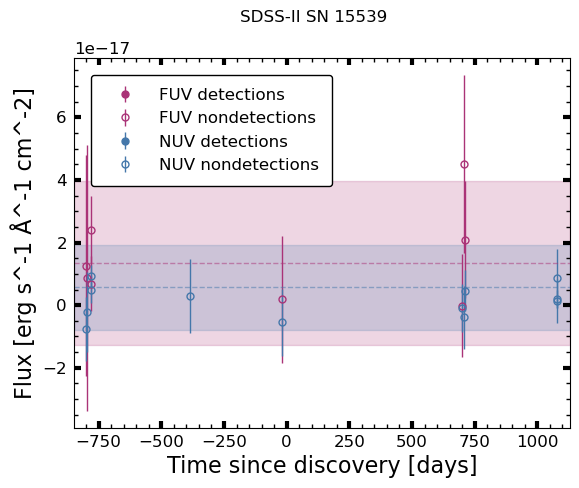 SDSS-II SN 15539
1e−17
FUV detections
FUV nondetections
NUV detections
NUV nondetections
6
4
2
0
−2
Flux [erg s^-1 Å^-1 cm^-2]
−750
−500
−250
0
250
500
750
1000
Time since discovery [days]